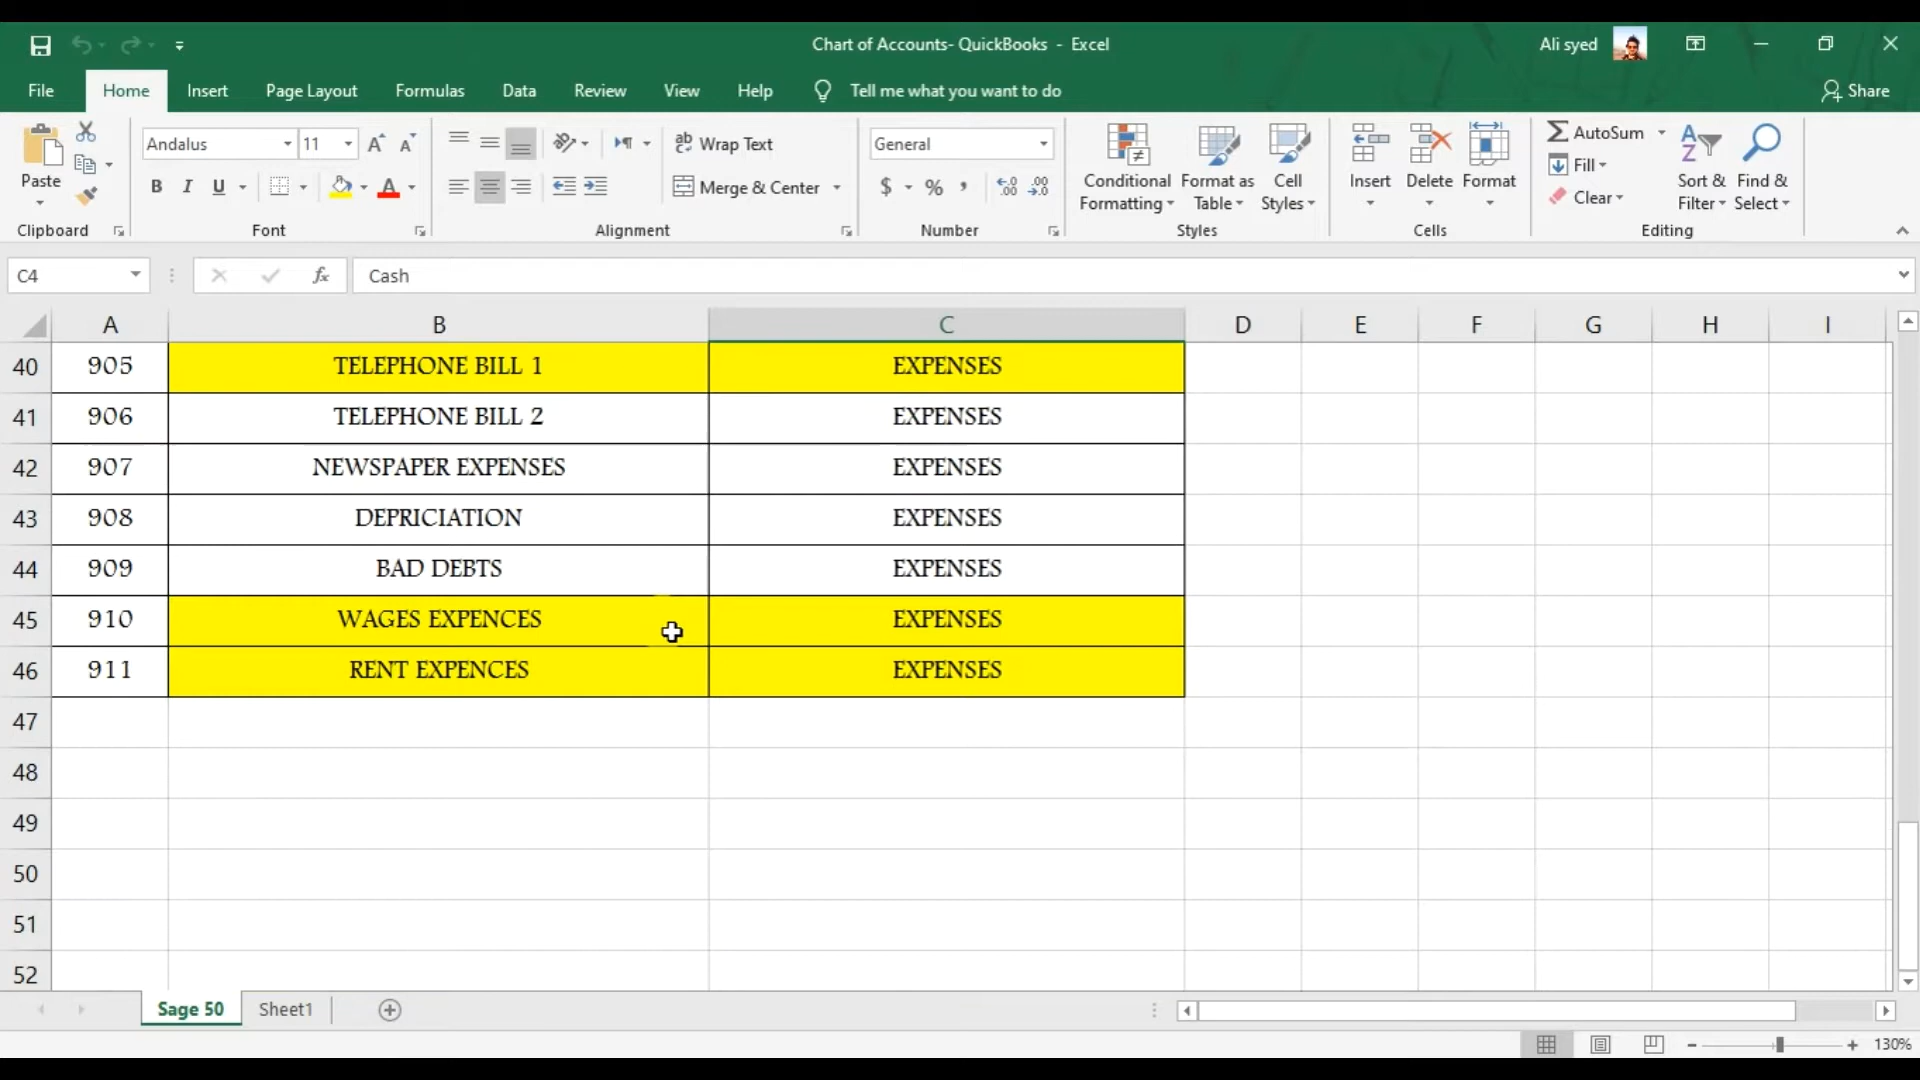 Chart of Accounts- QuickBooks - Excel
Ali syed
File Home Insert Page Layout Formulas Data Review View Help Tell me what you want to do Share
Paste
Clipboard
Andalus 11
B I U
Font
Wrap Text
Merge & Center
Alignment
General
$ % ,
Number
Conditional Formatting
Format as Table
Cell Styles
Styles
Insert
Delete
Format
Cells
AutoSum
Fill
Clear
Sort & Filter
Find & Select
Editing
C4 fx Cash
A B C D E F G H I
40 905 TELEPHONE BILL 1 EXPENSES
41 906 TELEPHONE BILL 2 EXPENSES
42 907 NEWSPAPER EXPENSES EXPENSES
43 908 DEPRICIATION EXPENSES
44 909 BAD DEBTS EXPENSES
45 910 WAGES EXPENCES EXPENSES
46 911 RENT EXPENCES EXPENSES
47
48
49
50
51
52
Sage 50 Sheet1
130%